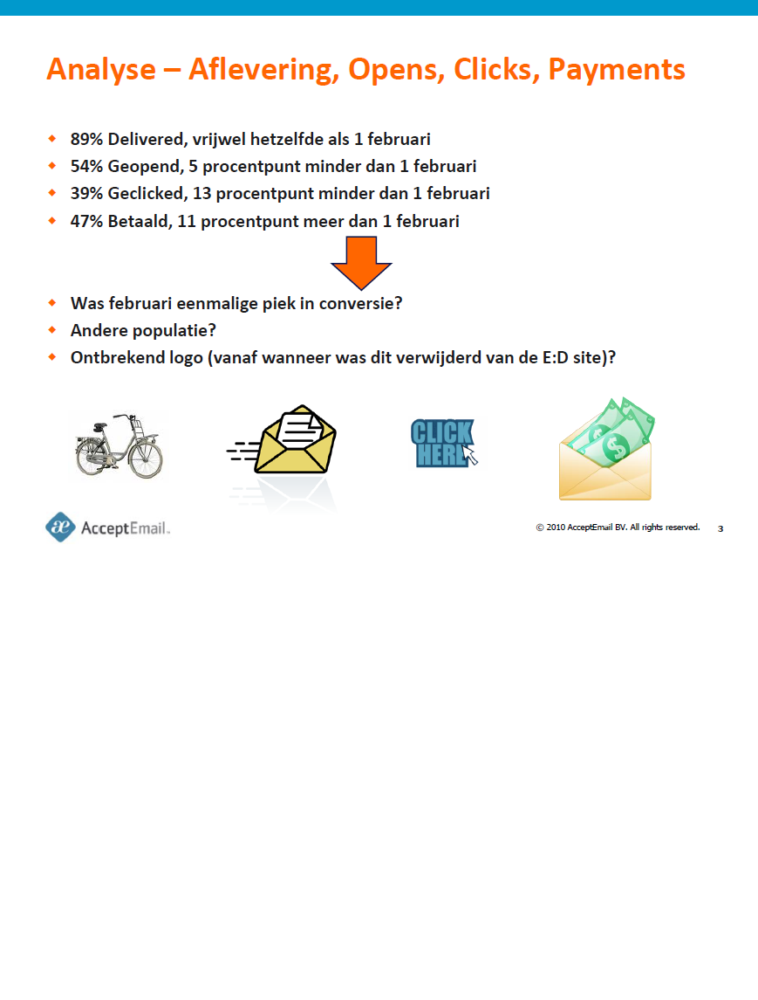 Analyse – Aflevering, Opens, Clicks, Payments
89% Delivered, vrijwel hetzelfde als 1 februari
54% Geopend, 5 procentpunt minder dan 1 februari
39% Geclicked, 13 procentpunt minder dan 1 februari
47% Betaald, 11 procentpunt meer dan 1 februari
Was februari eenmalige piek in conversie?
Andere populatie?
Ontbrekend logo (vanaf wanneer was dit verwijderd van de E:D site)?
CLICK
HERE
$
æ AcceptEmail™
© 2010 AcceptEmail BV. All rights reserved. 3